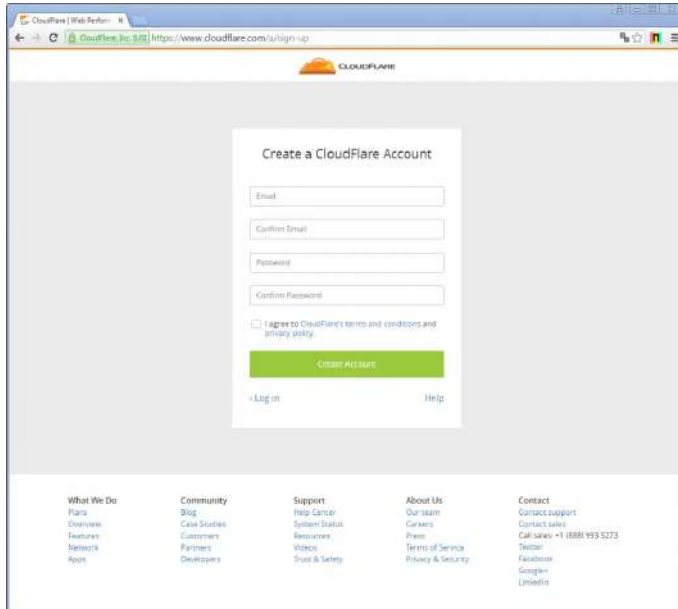 CloudFlare | Web Perform
CloudFlare, Inc. [US] https://www.cloudflare.com/a/sign-up
CLOUDFLARE
Create a CloudFlare Account
Email
Confirm Email
Password
Confirm Password
I agree to CloudFlare's terms and conditions and
privacy policy.
Create Account
‹ Log in
Help
What We Do
Plans
Overview
Features
Network
Apps
Community
Blog
Case Studies
Customers
Partners
Developers
Support
Help Center
System Status
Resources
Videos
Trust & Safety
About Us
Our team
Careers
Press
Terms of Service
Privacy & Security
Contact
Contact support
Contact sales
Call sales: +1 (888) 993 5273
Twitter
Facebook
Google+
LinkedIn